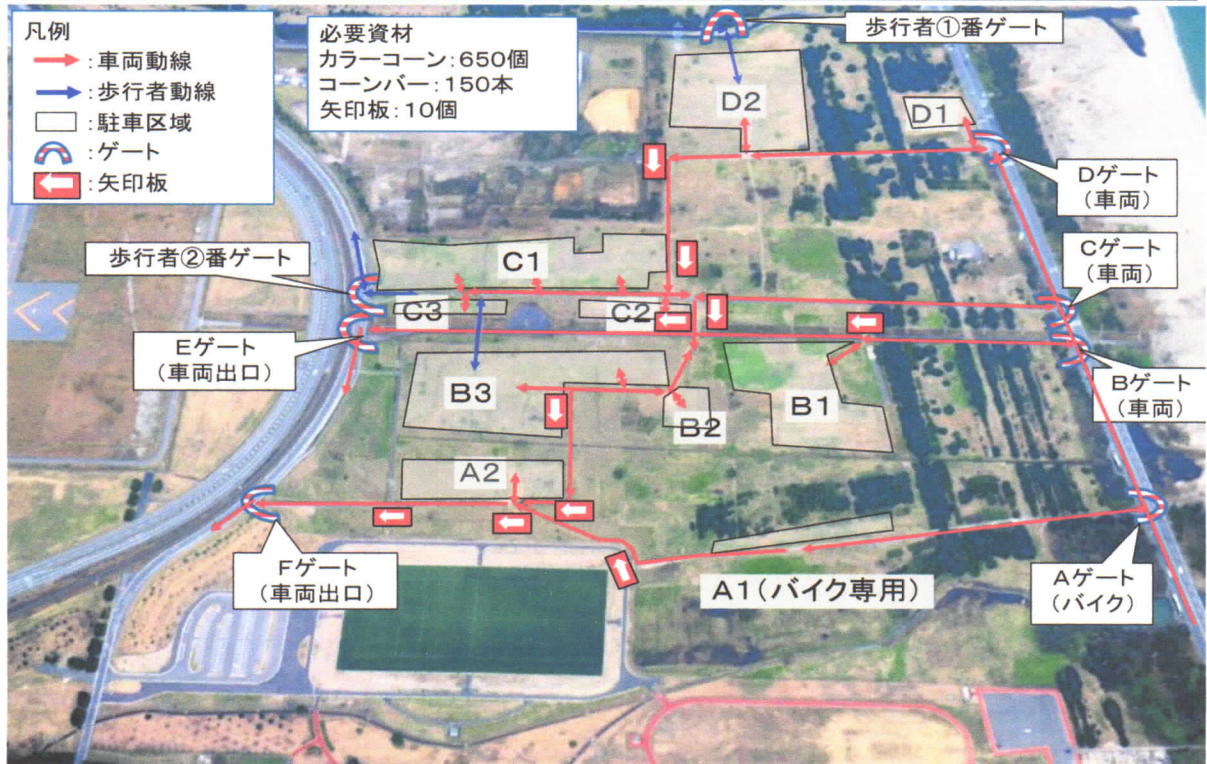 凡例
:車両動線
:歩行者動線
:駐車区域
:ゲート
:矢印板
必要資材
カラーコーン:650個
コーンバー:150本
矢印板:10個
歩行者①番ゲート
D2
D1
Dゲート
(車両)
Cゲート
(車両)
歩行者②番ゲート
C1
C3
C2
Eゲート
(車両出口)
Bゲート
(車両)
B3
B2
B1
A2
Fゲート
(車両出口)
A1(バイク専用)
Aゲート
(バイク)